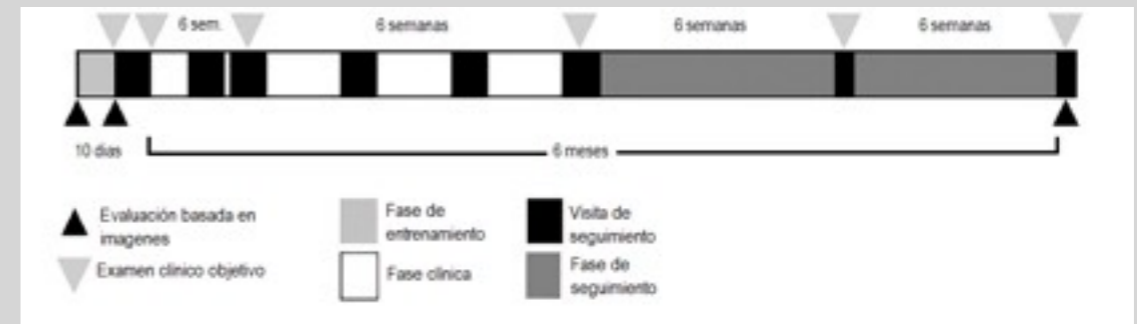 6 sem. 6 semanas 6 semanas 6 semanas
10 dias 6 meses
Evaluación basada en
imagenes
Examen clínico objetivo
Fase de
entrenamiento
Fase clínica
Visita de
seguimiento
Fase de
seguimiento